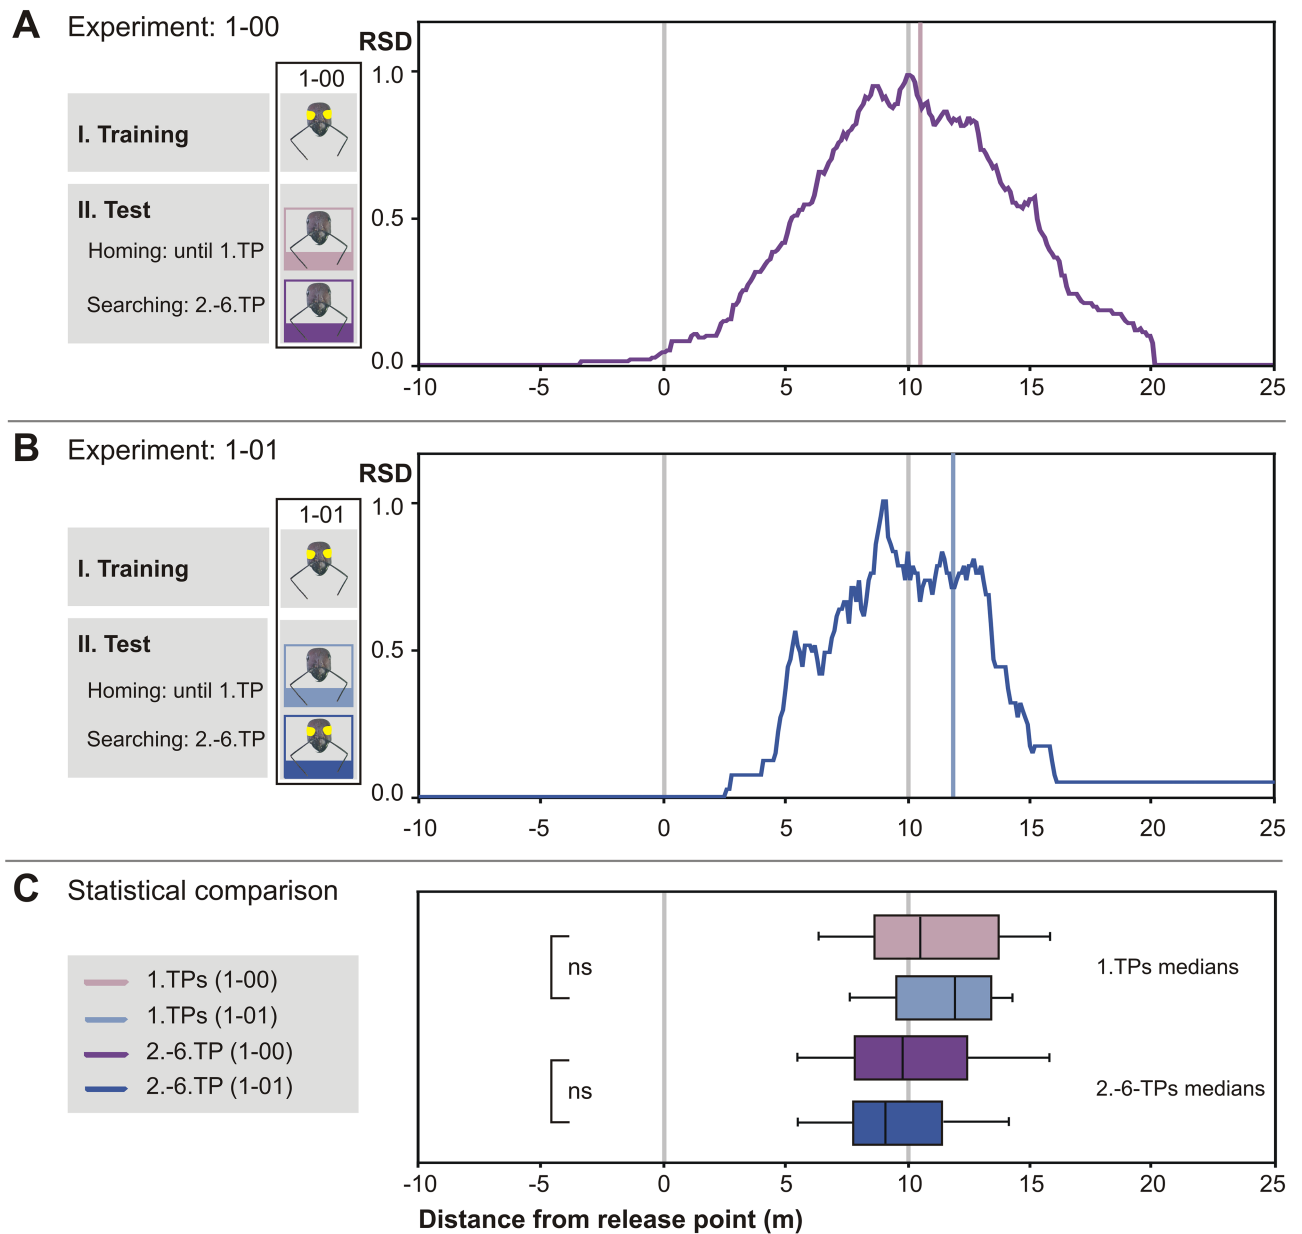 A Experiment: 1-00
RSD
1-00
I. Training
II. Test
Homing: until 1.TP
Searching: 2.-6.TP
1.0
0.5
0.0
-10 -5 0 5 10 15 20 25
B Experiment: 1-01
RSD
1-01
I. Training
II. Test
Homing: until 1.TP
Searching: 2.-6.TP
1.0
0.5
0.0
-10 -5 0 5 10 15 20 25
C Statistical comparison
1.TPs (1-00)
1.TPs (1-01)
2.-6.TP (1-00)
2.-6.TP (1-01)
ns
1.TPs medians
ns
2.-6-TPs medians
-10 -5 0 5 10 15 20 25
Distance from release point (m)